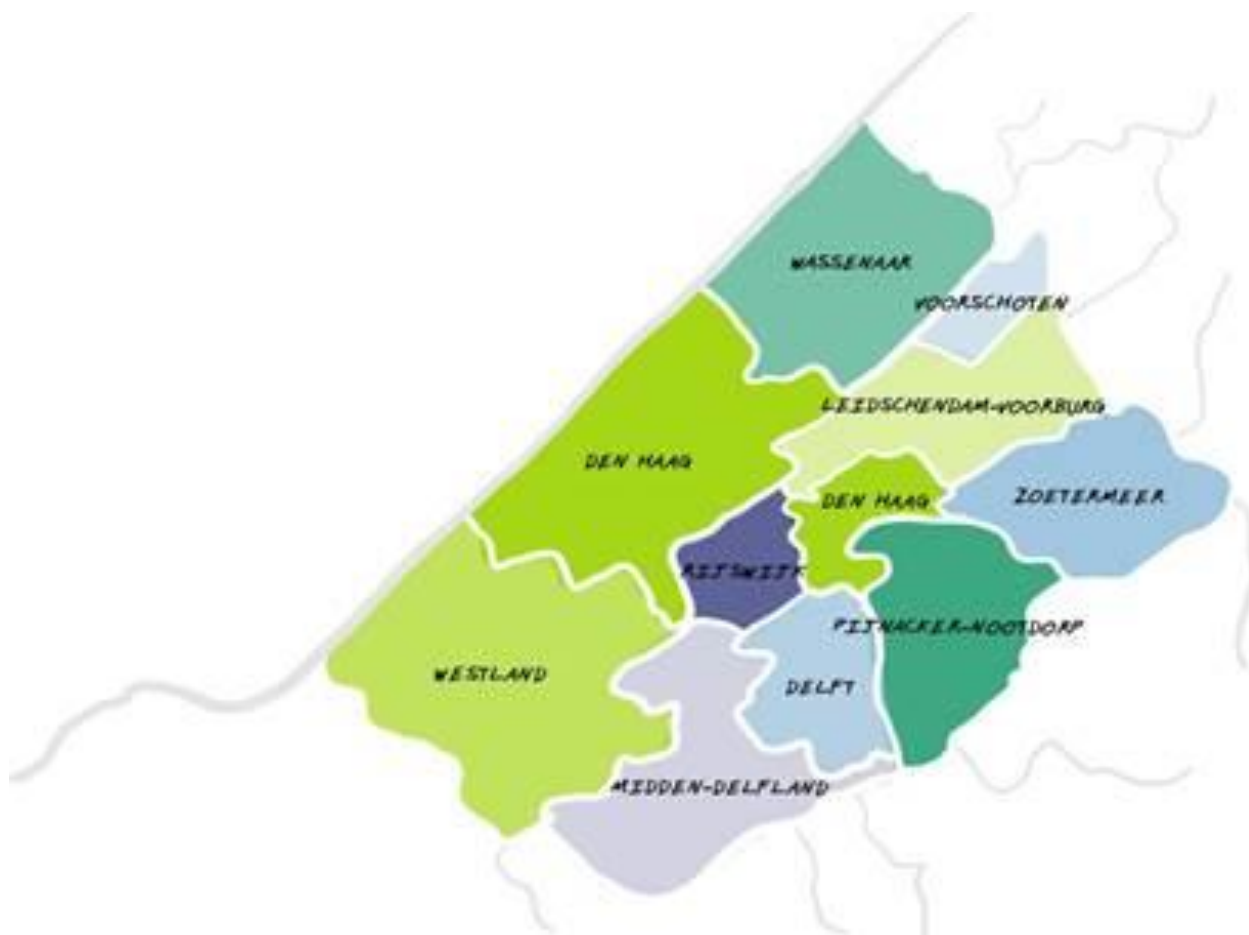 WASSENAAR
VOORSCHOTEN
LEIDSCHENDAM-VOORBURG
DEN HAAG
DEN HAAG
ZOETERMEER
RIJSWIJK
PIJNACKER-NOOTDORP
WESTLAND
DELFT
MIDDEN-DELFLAND